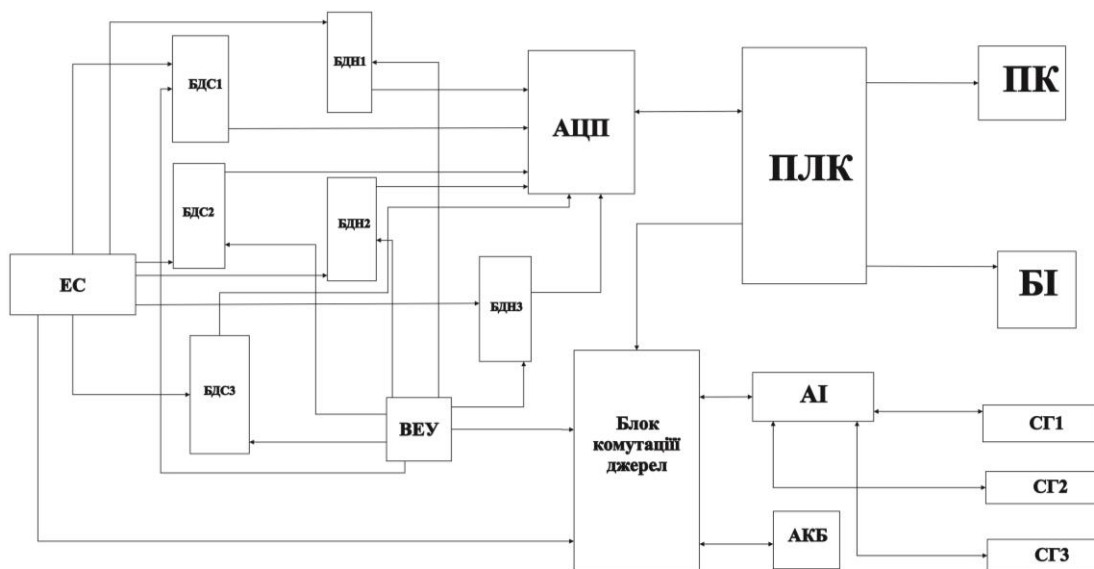 БДН1
БДС1
АЦП
ПЛК
ПК
БДС2
БДН2
ЕС
БДН3
БІ
БДС3
ВЕУ
Блок
комутаціїї
джерел
АІ
СГ1
СГ2
АКБ
СГ3